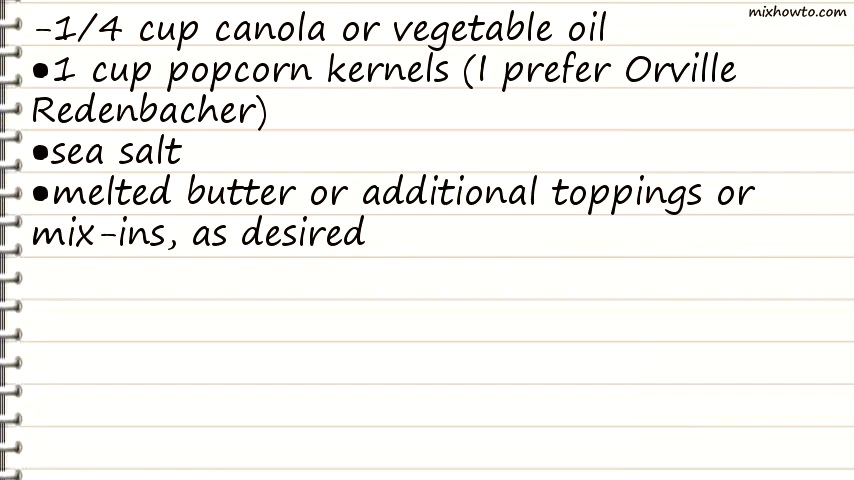 mixhowto.com
-1/4 cup canola or vegetable oil
•1 cup popcorn kernels (I prefer Orville
Redenbacher)
•sea salt
•melted butter or additional toppings or
mix-ins, as desired